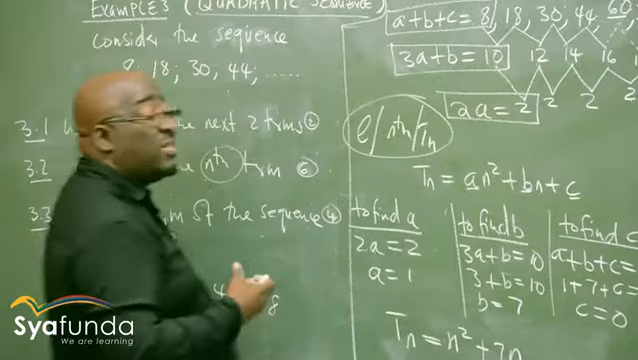 EXAMPLE 3 (QUADRATIC SEQUENCE)
Consider the sequence
8; 18; 30; 44; ......
3.1 the next 2 terms ②
3.2 the nth term ⑥
3.3 of the sequence ④
8
a+b+c = 8, 18, 30, 44, 60
3a+b = 10 12 14 16
2a = 2 2 2 2
l/nth/Tn
Tn = an²+bn+c
to find a
2a = 2
a = 1
to find b
3a+b = 10
3+b = 10
b = 7
to find c
a+b+c =
1+7+c =
c = 0
Tn = n²+7n
Syafunda
We are learning